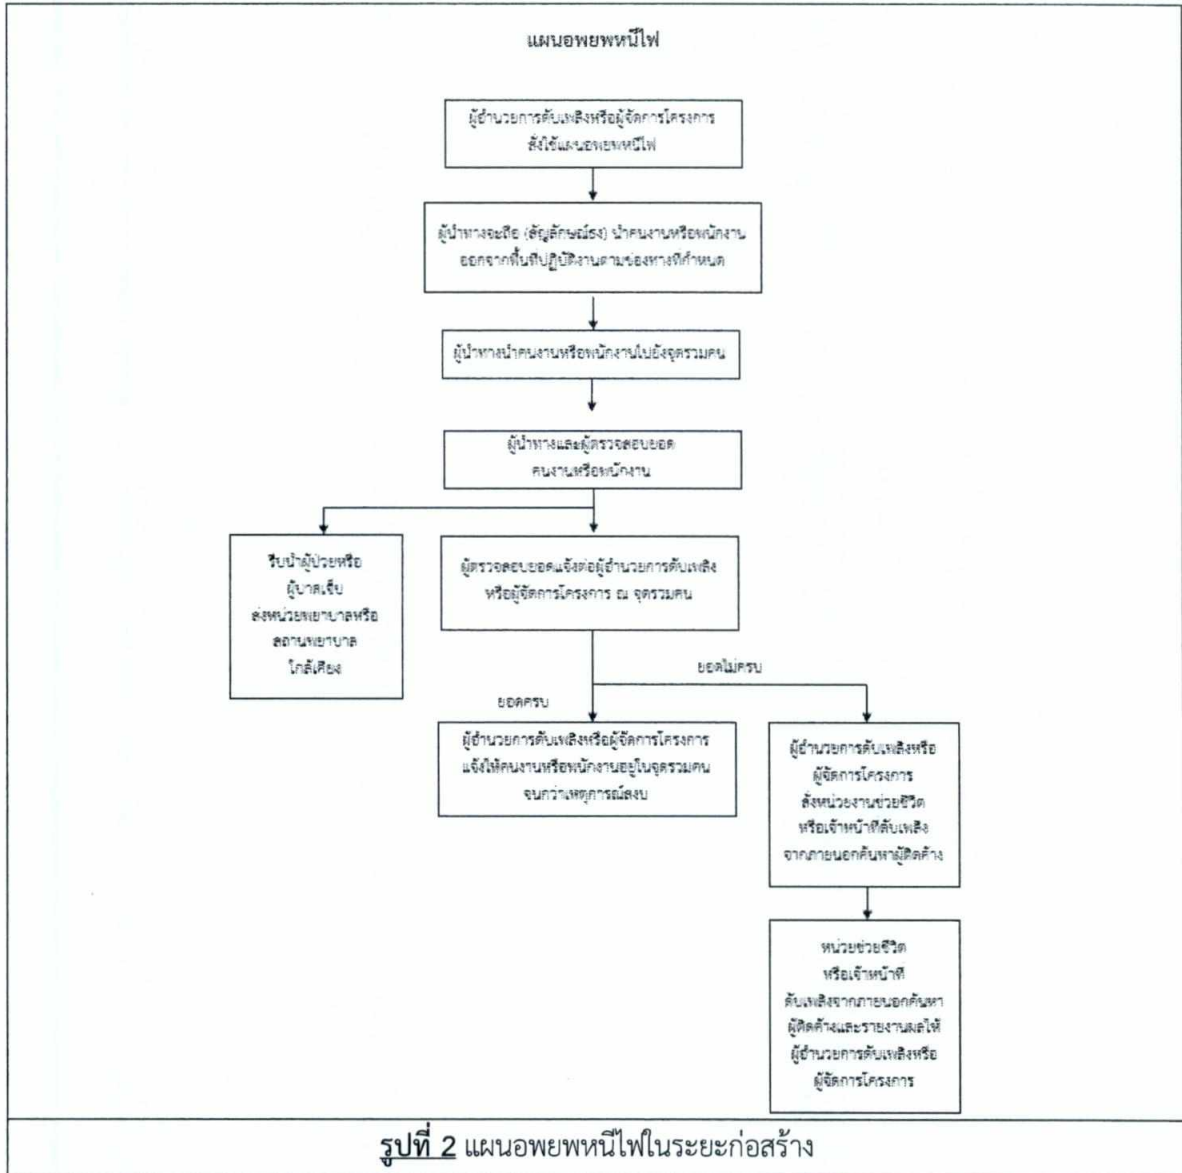 แผนอพยพหนีไฟ
ผู้อำนวยการดับเพลิงหรือผู้จัดการโครงการ
สั่งใช้แผนอพยพหนีไฟ
ผู้นำทางจะถือ (สัญลักษณ์ธง) นำคนงานหรือพนักงาน
ออกจากพื้นที่ปฏิบัติงานตามช่องทางที่กำหนด
ผู้นำทางนำคนงานหรือพนักงานไปยังจุดรวมคน
ผู้นำทางและผู้ตรวจสอบยอด
คนงานหรือพนักงาน
รีบนำผู้ป่วยหรือ
ผู้บาดเจ็บ
ส่งหน่วยพยาบาลหรือ
สถานพยาบาล
ใกล้เคียง
ผู้ตรวจสอบยอดแจ้งต่อผู้อำนวยการดับเพลิง
หรือผู้จัดการโครงการ ณ จุดรวมคน
ยอดครบ
ยอดไม่ครบ
ผู้อำนวยการดับเพลิงหรือผู้จัดการโครงการ
แจ้งให้คนงานหรือพนักงานอยู่ในจุดรวมคน
จนกว่าเหตุการณ์สงบ
ผู้อำนวยการดับเพลิงหรือ
ผู้จัดการโครงการ
สั่งหน่วยงานช่วยชีวิต
หรือเจ้าหน้าที่ดับเพลิง
จากภายนอกค้นหาผู้ติดค้าง
หน่วยช่วยชีวิต
หรือเจ้าหน้าที่
ดับเพลิงจากภายนอกค้นหา
ผู้ติดค้างและรายงานผลให้
ผู้อำนวยการดับเพลิงหรือ
ผู้จัดการโครงการ
รูปที่ 2 แผนอพยพหนีไฟในระยะก่อสร้าง